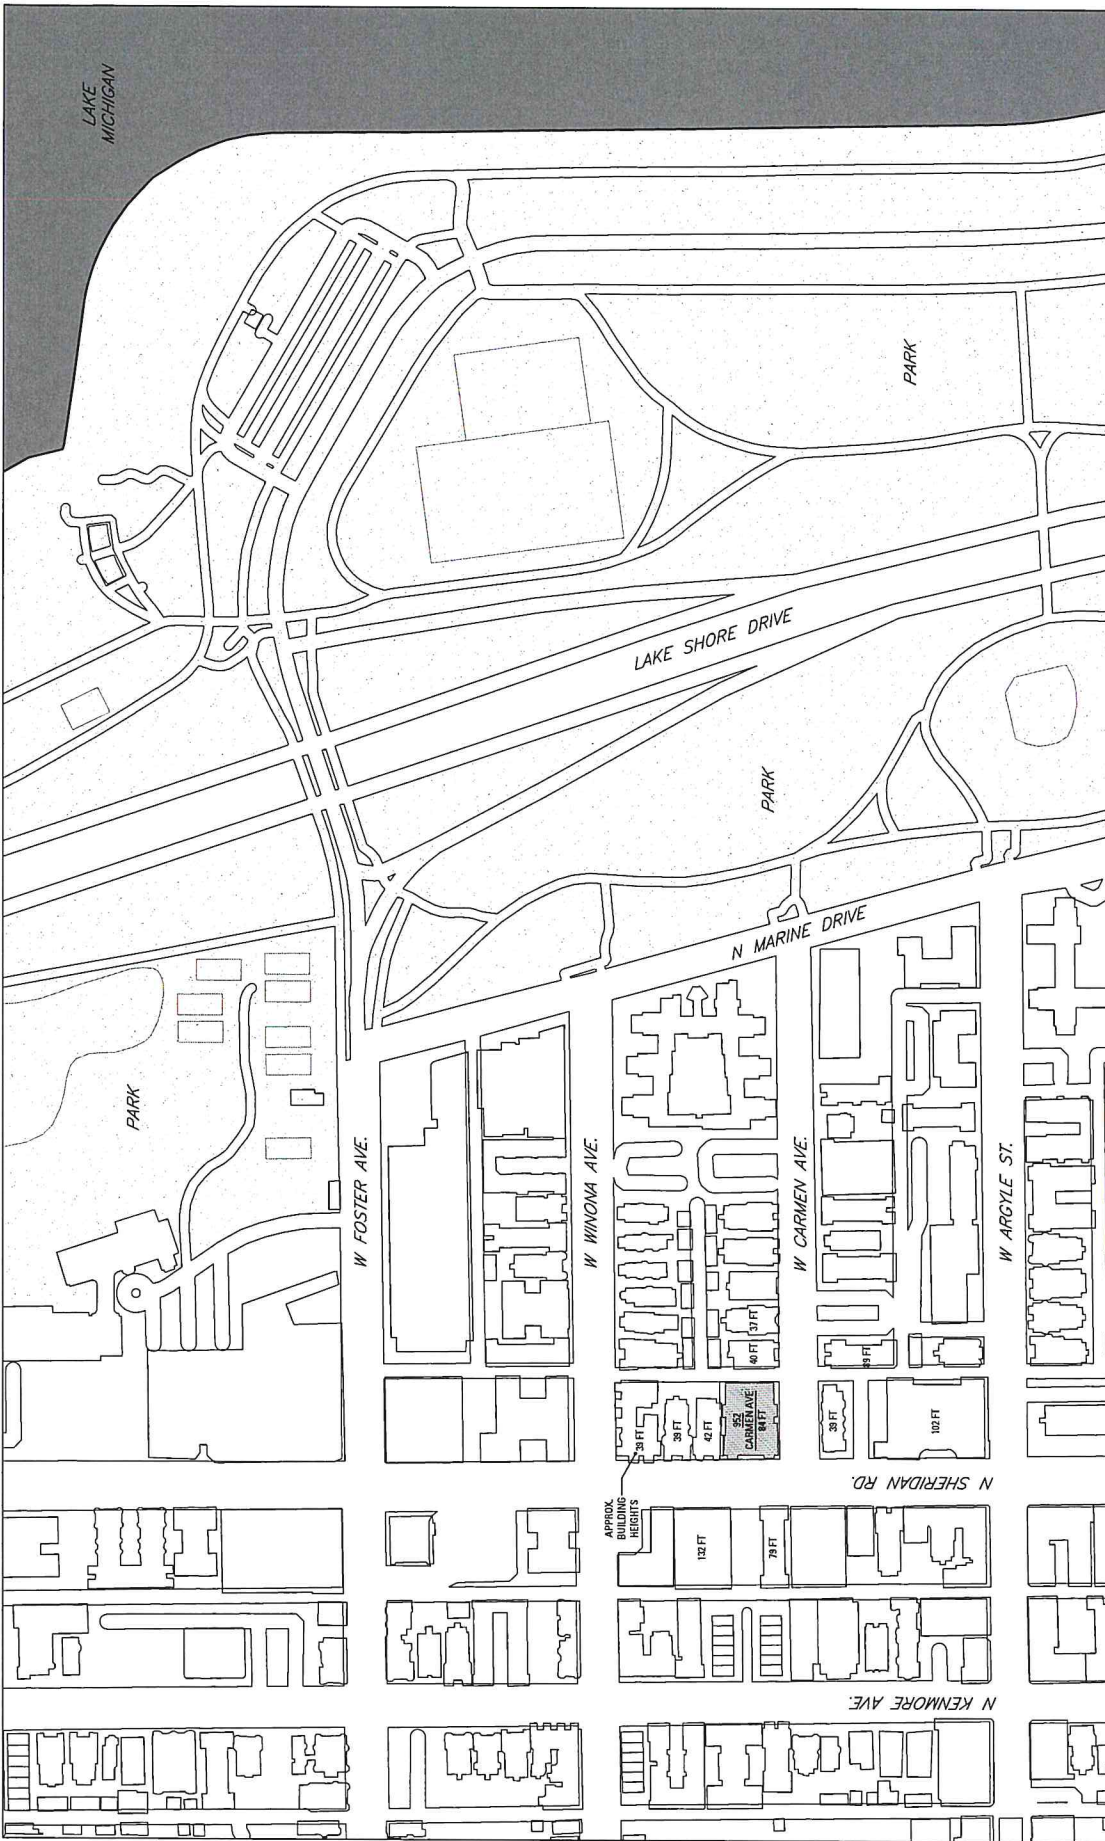 LAKE
MICHIGAN
PARK
LAKE SHORE DRIVE
PARK
N MARINE DRIVE
PARK
W FOSTER AVE.
W WINONA AVE.
W CARMEN AVE.
W ARGYLE ST.
37 FT
40 FT
89 FT
39 FT
39 FT
42 FT
952
CARMEN AVE
84 FT
39 FT
102 FT
N SHERIDAN RD.
APPROX.
BUILDING
HEIGHTS
132 FT
79 FT
N KENMORE AVE.